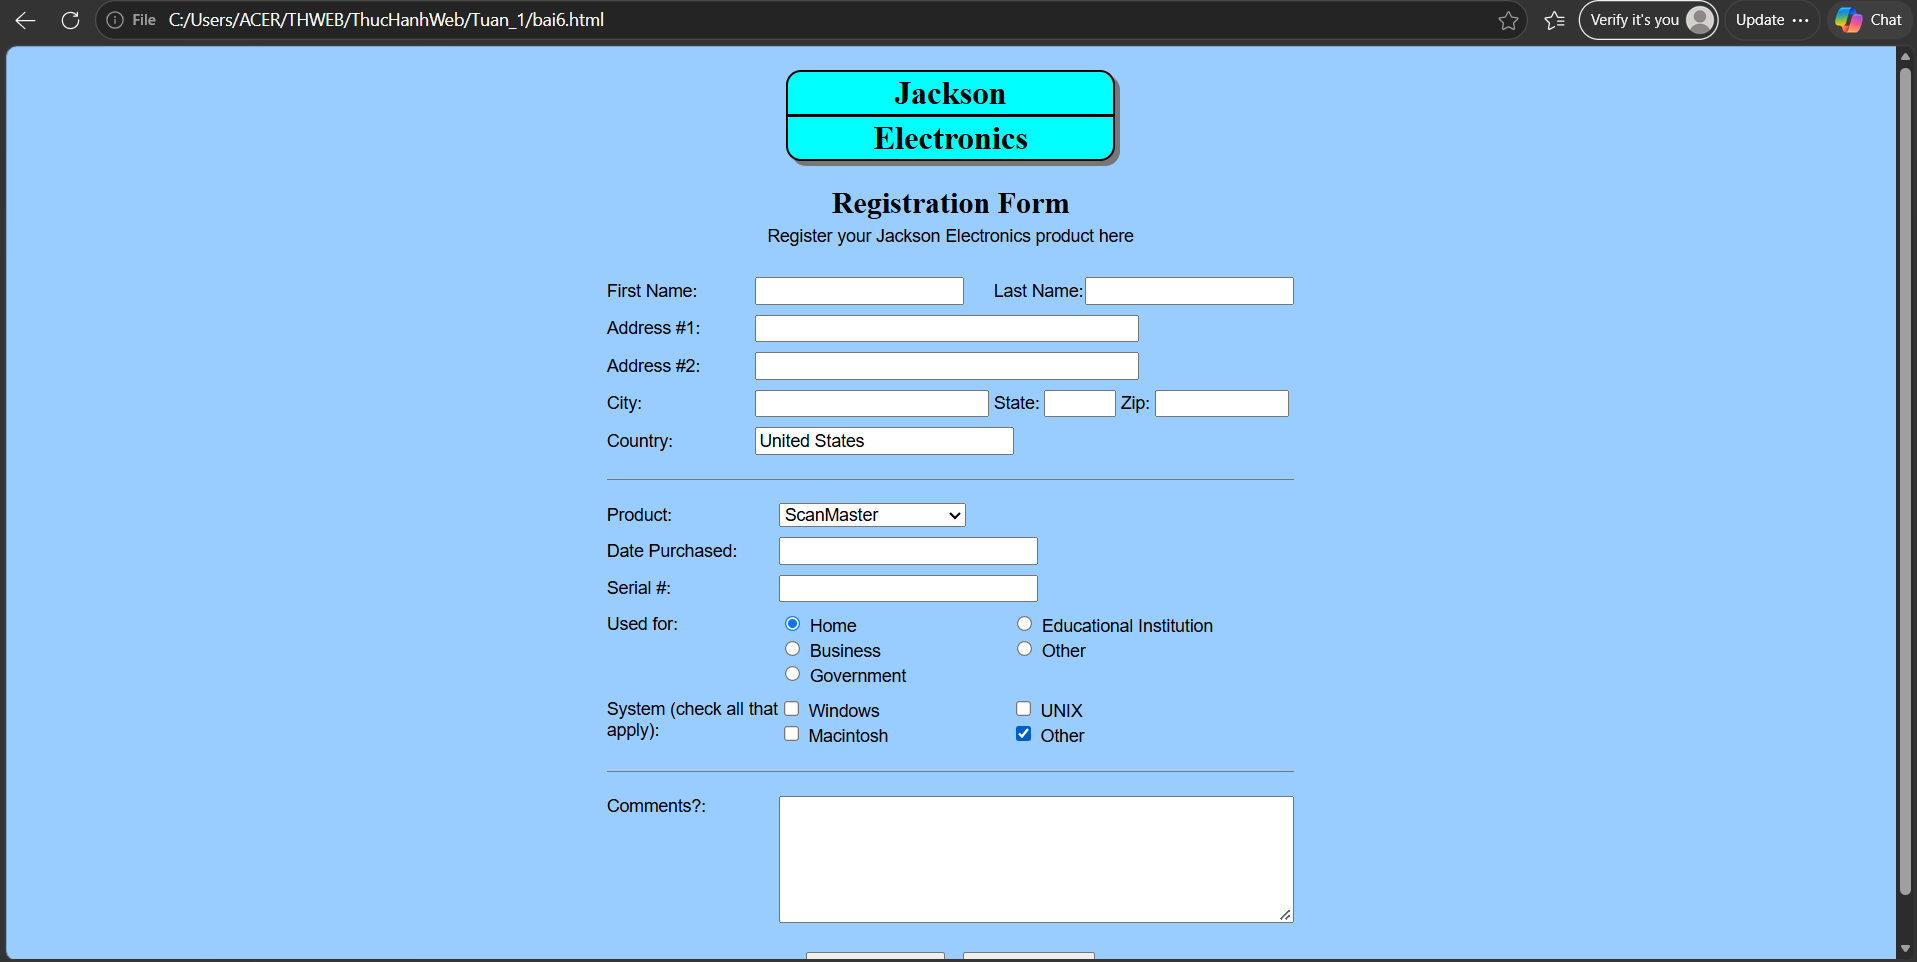 File C:/Users/ACER/THWEB/ThucHanhWeb/Tuan_1/bai6.html Verify it's you Update Chat
Jackson
Electronics
Registration Form
Register your Jackson Electronics product here
First Name: Last Name:
Address #1:
Address #2:
City: State: Zip:
Country: United States
Product: ScanMaster
Date Purchased:
Serial #:
Used for: Home Educational Institution
Business Other
Government
System (check all that apply): Windows UNIX
Macintosh Other
Comments?: